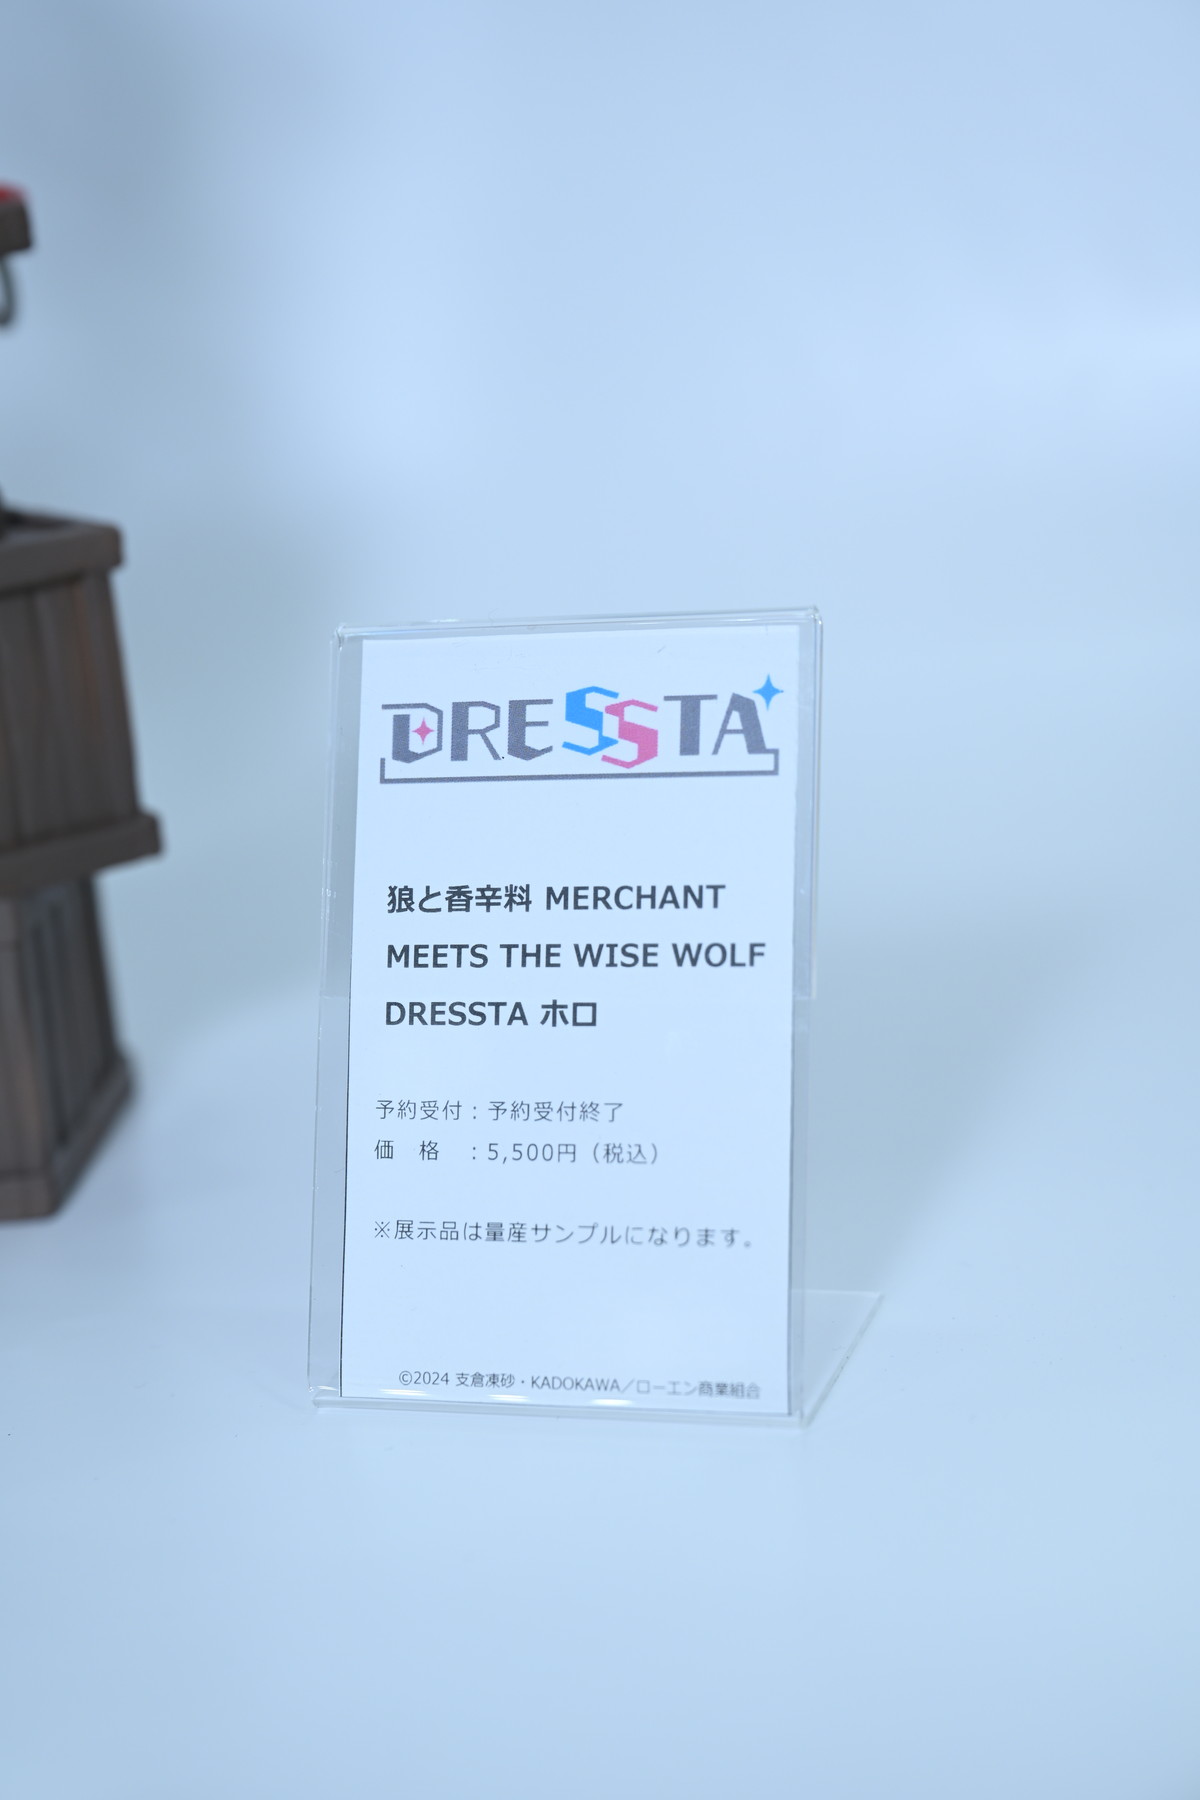 DRESSTA
狼と香辛料 MERCHANT
MEETS THE WISE WOLF
DRESSTA ホロ
予約受付：予約受付終了
価　格　：5,500円（税込）
※展示品は量産サンプルになります。
©2024 支倉凍砂・KADOKAWA／ローエン商業組合